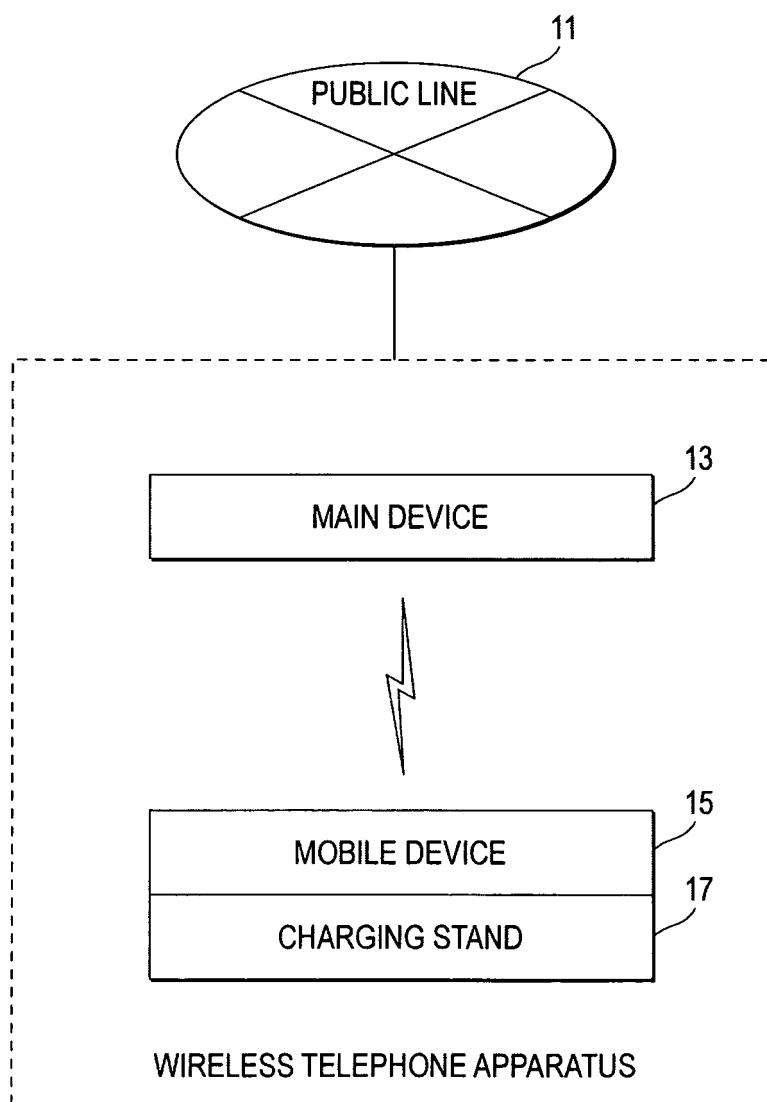 11
PUBLIC LINE
13
MAIN DEVICE
15
MOBILE DEVICE
17
CHARGING STAND
WIRELESS TELEPHONE APPARATUS